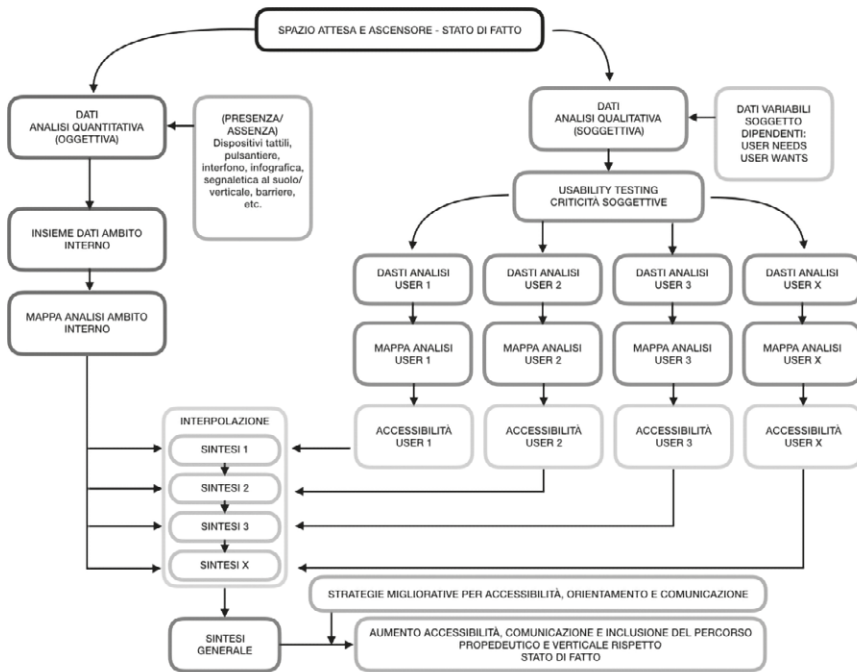 SPAZIO ATTESA E ASCENSORE - STATO DI FATTO
DATI
ANALISI QUANTITATIVA
(OGGETTIVA)
(PRESENZA/
ASSENZA)
Dispositivi tattili,
pulsantiere,
interfono, infografica,
segnaletica al suolo/
verticale, barriere,
etc.
DATI
ANALISI QUALITATIVA
(SOGGETTIVA)
DATI VARIABILI
SOGGETTO
DIPENDENTI:
USER NEEDS
USER WANTS
USABILITY TESTING
CRITICITÀ SOGGETTIVE
INSIEME DATI AMBITO
INTERNO
MAPPA ANALISI AMBITO
INTERNO
DASTI ANALISI
USER 1
DASTI ANALISI
USER 2
DASTI ANALISI
USER 3
DASTI ANALISI
USER X
MAPPA ANALISI
USER 1
MAPPA ANALISI
USER 2
MAPPA ANALISI
USER 3
MAPPA ANALISI
USER X
ACCESSIBILITÀ
USER 1
ACCESSIBILITÀ
USER 2
ACCESSIBILITÀ
USER 3
ACCESSIBILITÀ
USER X
INTERPOLAZIONE
SINTESI 1
SINTESI 2
SINTESI 3
SINTESI X
STRATEGIE MIGLIORATIVE PER ACCESSIBILITÀ, ORIENTAMENTO E COMUNICAZIONE
SINTESI
GENERALE
AUMENTO ACCESSIBILITÀ, COMUNICAZIONE E INCLUSIONE DEL PERCORSO
PROPEDEUTICO E VERTICALE RISPETTO
STATO DI FATTO